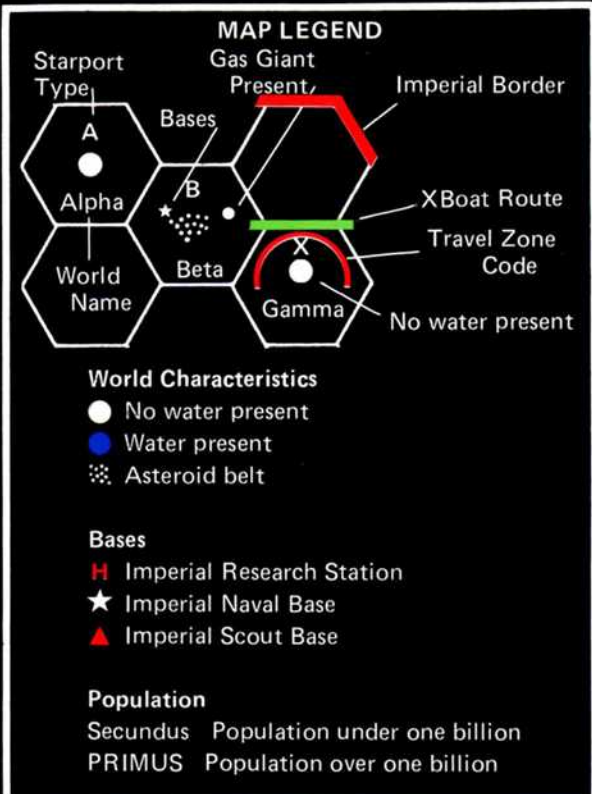 MAP LEGEND
Starport
Type
Gas Giant
Present
Imperial Border
Bases
A
B
Alpha
XBoat Route
Travel Zone
Code
X
World
Name
Beta
Gamma
No water present
World Characteristics
No water present
Water present
Asteroid belt
Bases
H Imperial Research Station
Imperial Naval Base
Imperial Scout Base
Population
Secundus Population under one billion
PRIMUS Population over one billion